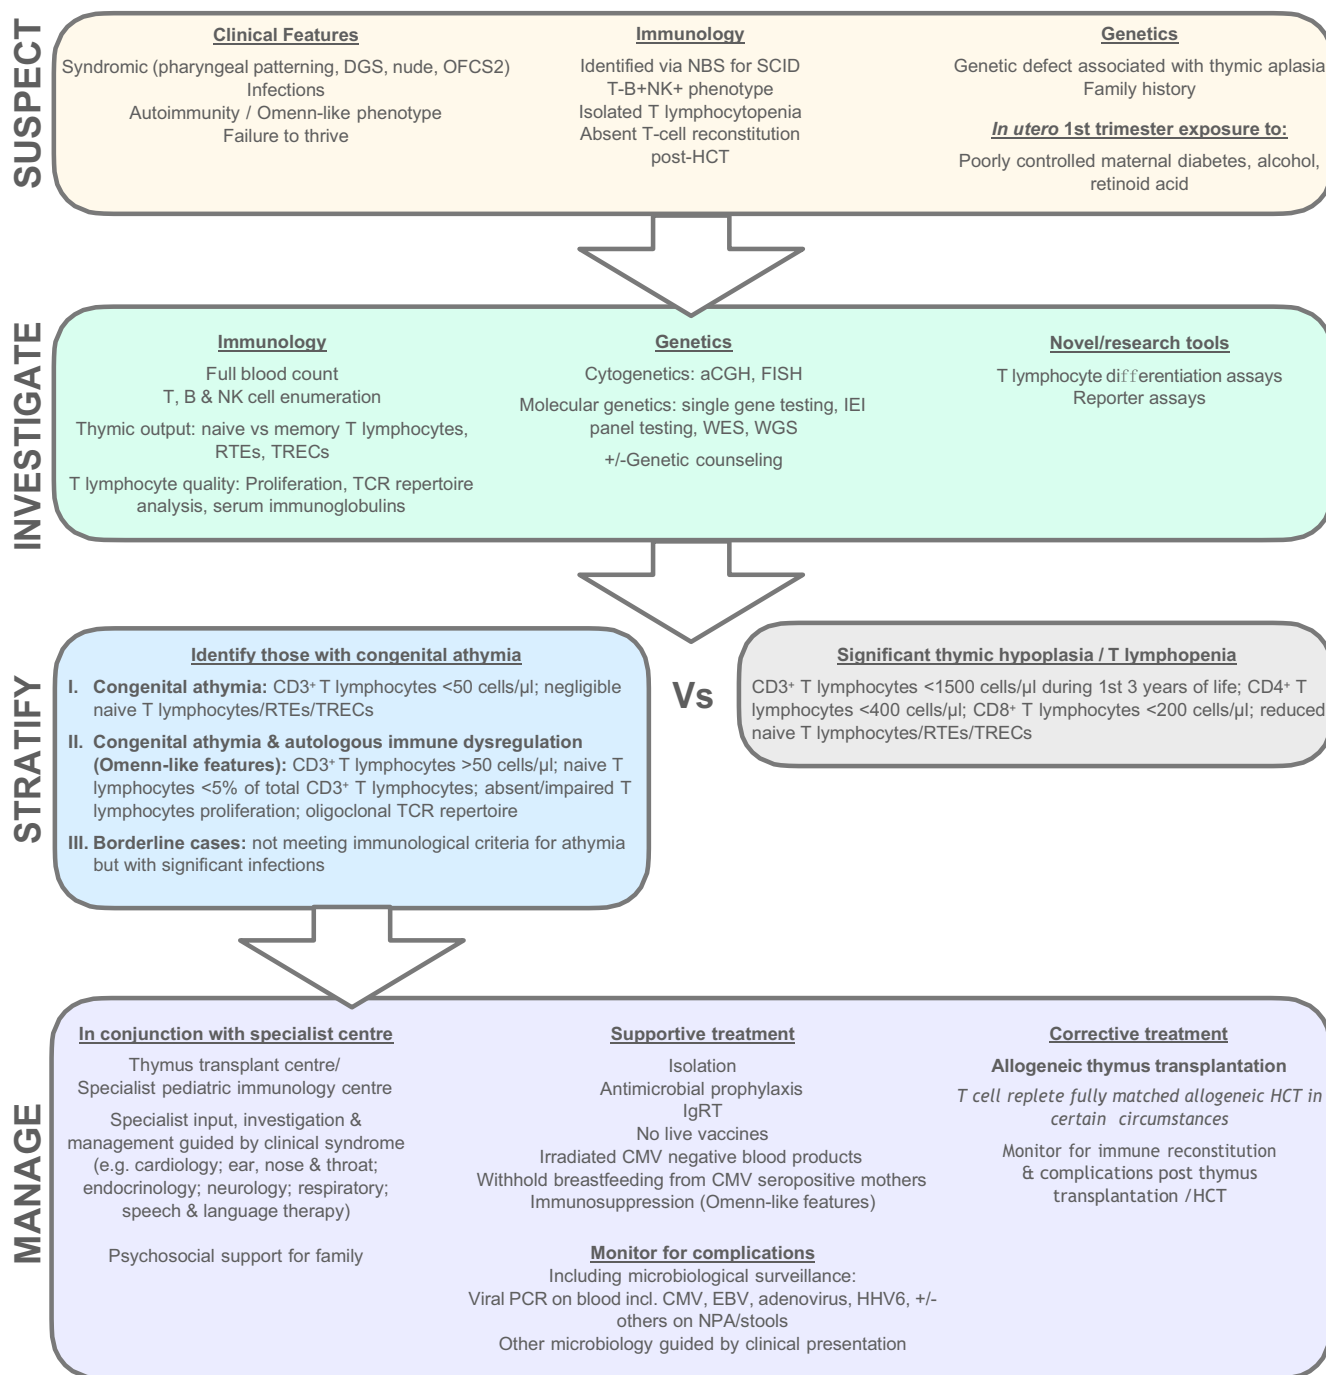 SUSPECT
Clinical Features
Syndromic (pharyngeal patterning, DGS, nude, OFCS2)
Infections
Autoimmunity / Omenn-like phenotype
Failure to thrive
Immunology
Identified via NBS for SCID
T-B+NK+ phenotype
Isolated T lymphocytopenia
Absent T-cell reconstitution
post-HCT
Genetics
Genetic defect associated with thymic aplasia
Family history
In utero 1st trimester exposure to:
Poorly controlled maternal diabetes, alcohol,
retinoid acid
INVESTIGATE
Immunology
Full blood count
T, B & NK cell enumeration
Thymic output: naive vs memory T lymphocytes,
RTEs, TRECs
T lymphocyte quality: Proliferation, TCR repertoire
analysis, serum immunoglobulins
Genetics
Cytogenetics: aCGH, FISH
Molecular genetics: single gene testing, IEI
panel testing, WES, WGS
+/-Genetic counseling
Novel/research tools
T lymphocyte differentiation assays
Reporter assays
STRATIFY
Identify those with congenital athymia
I. Congenital athymia: CD3⁺ T lymphocytes <50 cells/µl; negligible
naive T lymphocytes/RTEs/TRECs
II. Congenital athymia & autologous immune dysregulation
(Omenn-like features): CD3⁺ T lymphocytes >50 cells/µl; naive T
lymphocytes <5% of total CD3⁺ T lymphocytes; absent/impaired T
lymphocytes proliferation; oligoclonal TCR repertoire
III. Borderline cases: not meeting immunological criteria for athymia
but with significant infections
Vs
Significant thymic hypoplasia / T lymphopenia
CD3⁺ T lymphocytes <1500 cells/µl during 1st 3 years of life; CD4⁺ T
lymphocytes <400 cells/µl; CD8⁺ T lymphocytes <200 cells/µl; reduced
naive T lymphocytes/RTEs/TRECs
MANAGE
In conjunction with specialist centre
Thymus transplant centre/
Specialist pediatric immunology centre
Specialist input, investigation &
management guided by clinical syndrome
(e.g. cardiology; ear, nose & throat;
endocrinology; neurology; respiratory;
speech & language therapy)
Psychosocial support for family
Supportive treatment
Isolation
Antimicrobial prophylaxis
IgRT
No live vaccines
Irradiated CMV negative blood products
Withhold breastfeeding from CMV seropositive mothers
Immunosuppression (Omenn-like features)
Monitor for complications
Including microbiological surveillance:
Viral PCR on blood incl. CMV, EBV, adenovirus, HHV6, +/-
others on NPA/stools
Other microbiology guided by clinical presentation
Corrective treatment
Allogeneic thymus transplantation
T cell replete fully matched allogeneic HCT in
certain circumstances
Monitor for immune reconstitution
& complications post thymus
transplantation /HCT